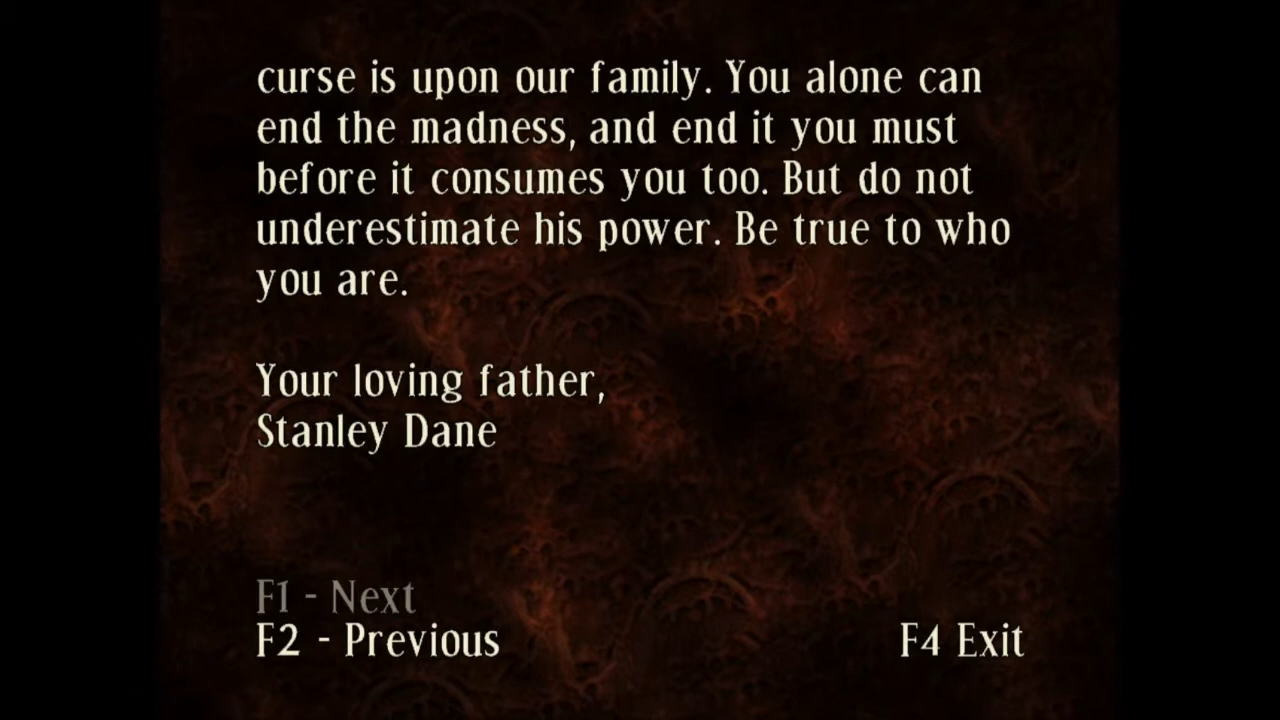 curse is upon our family. You alone can
end the madness, and end it you must
before it consumes you too. But do not
underestimate his power. Be true to who
you are.
Your loving father,
Stanley Dane
F1 - Next
F2 - Previous
F4 Exit